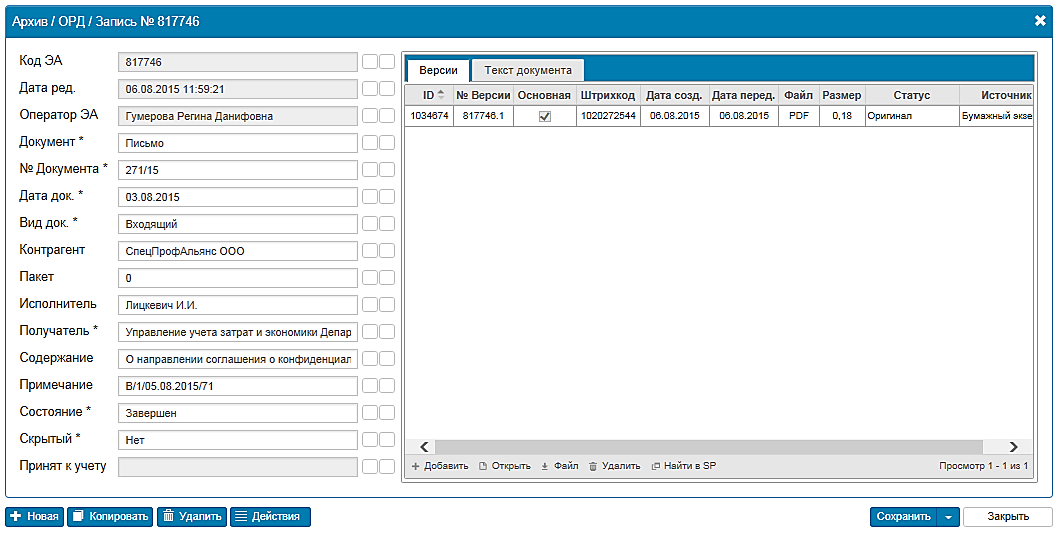 Архив / ОРД / Запись № 817746
Код ЭА 817746
Дата ред. 06.08.2015 11:59:21
Оператор ЭА Гумерова Регина Данифовна
Документ * Письмо
№ Документа * 271/15
Дата док. * 03.08.2015
Вид док. * Входящий
Контрагент СпецПрофАльянс ООО
Пакет 0
Исполнитель Лицкевич И.И.
Получатель * Управление учета затрат и экономики Депар
Содержание О направлении соглашения о конфиденциал
Примечание В/1/05.08.2015/71
Состояние * Завершен
Скрытый * Нет
Принят к учету
Версии Текст документа
ID № Версии Основная Штрихкод Дата созд. Дата перед. Файл Размер Статус Источник
1034674 817746.1 1020272544 06.08.2015 06.08.2015 PDF 0,18 Оригинал Бумажный экзе
Добавить Открыть Файл Удалить Найти в SP Просмотр 1 - 1 из 1
Новая Копировать Удалить Действия Сохранить Закрыть